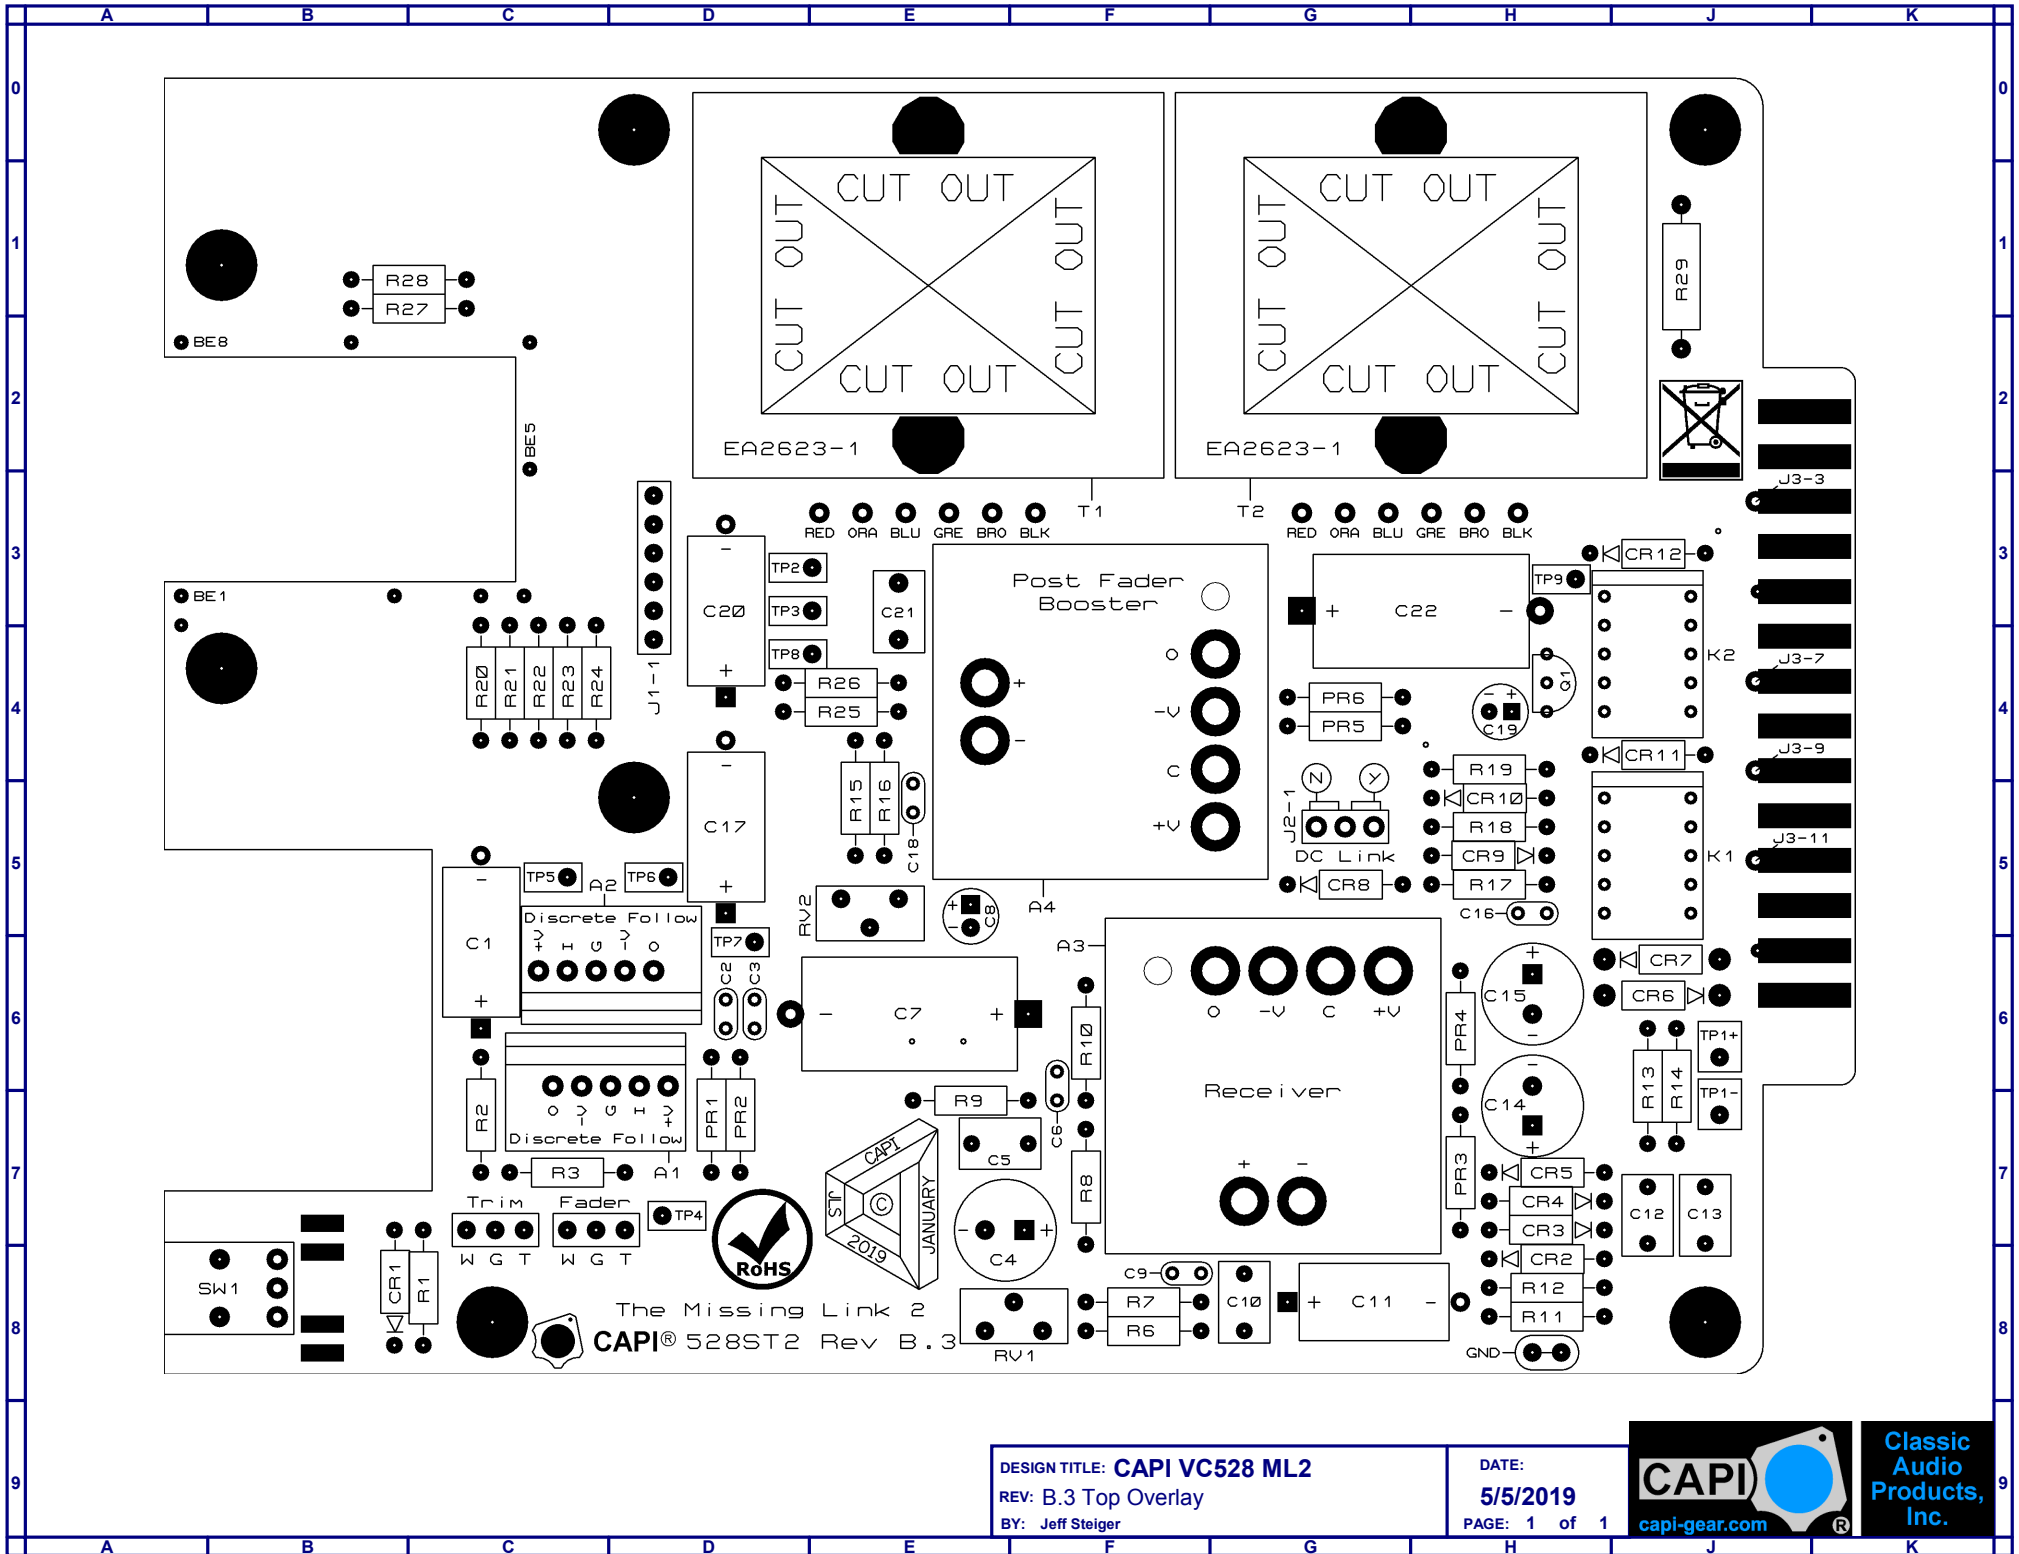 A B C D E F G H J K
0 0
CUT OUT CUT OUT
CUT OUT CUT OUT CUT OUT CUT OUT
1 1
R28
R27
R29
BE8
CUT OUT CUT OUT
2 2
BE5
EA2623-1 EA2623-1
J3-3
T1 T2
RED ORA BLU GRE BRO BLK
RED ORA BLU GRE BRO BLK
3 3
CR12
TP2
Post Fader
Booster
TP9
BE1
C20
TP3
C21
+ C22 -
TP8
O
K2
J3-7
R20 R21 R22 R23 R24
J1-1
R26
R25
+
-V
-
PR6
PR5
Q1
- +
C19
4 4
J3-9
CR11
C
R19
Z Y
R15 R16
C18
CR10
C17
+V
J2-1
R18
J3-11
DC Link
CR9
K1
5 5
TP5
A2
TP6
CR8
R17
RV2
+
-
C8
A4
C16
Discrete Follow
+V H G -V O
C1
TP7
C2 C3
A3
CR7
- C7 +
O -V C +V
CR6
C15
PR4
6 6
R10
TP1+
R13 R14
Receiver
R2
O -V G H +V
PR1 PR2
R9
C6
C14
TP1-
Discrete Follow
C5
R3
A1
CAPI
JLS
©
JANUARY
2019
R8
+ -
PR3
CR5
7 7
Trim Fader
TP4
CR4
C12 C13
CR3
W G T W G T
- +
C4
RoHS
CR2
SW1
CR1 R1
C9
C10
+ C11 -
R12
The Missing Link 2
R7
R11
CAPI® 528ST2 Rev B.3
R6
RV1
GND
8 8
9 9
DESIGN TITLE: CAPI VC528 ML2
REV: B.3 Top Overlay
BY: Jeff Steiger
DATE:
5/5/2019
PAGE: 1 of 1
CAPI
capi-gear.com ®
Classic
Audio
Products,
Inc.
A B C D E F G H J K